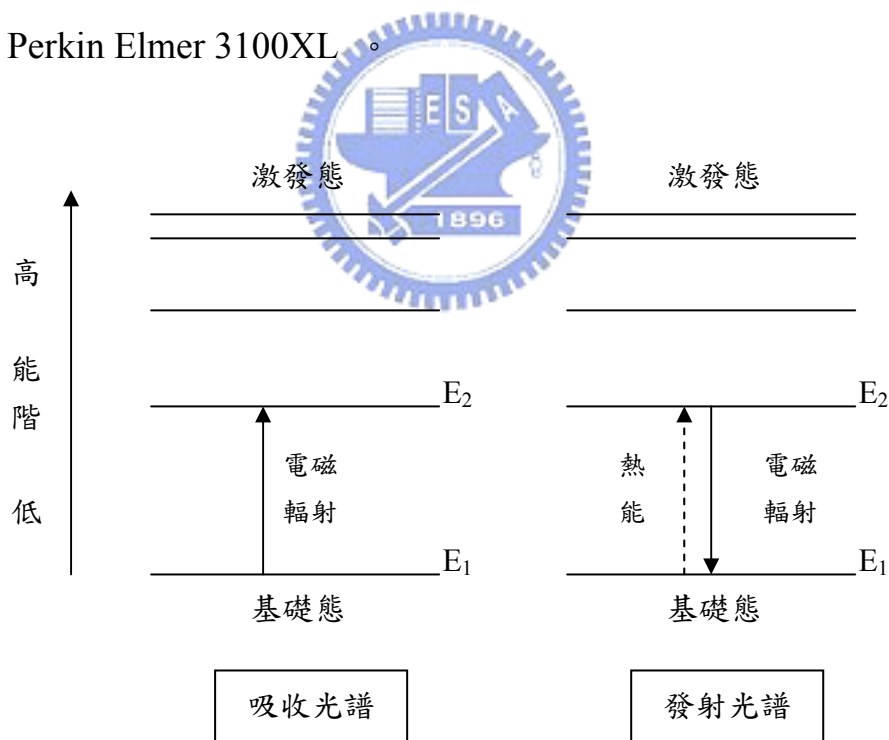 Perkin Elmer 3100XL 。
ESA
1896
激發態
激發態
高
能
階
低
E₂
電磁
輻射
E₁
基礎態
吸收光譜
E₂
熱
能
電磁
輻射
E₁
基礎態
發射光譜